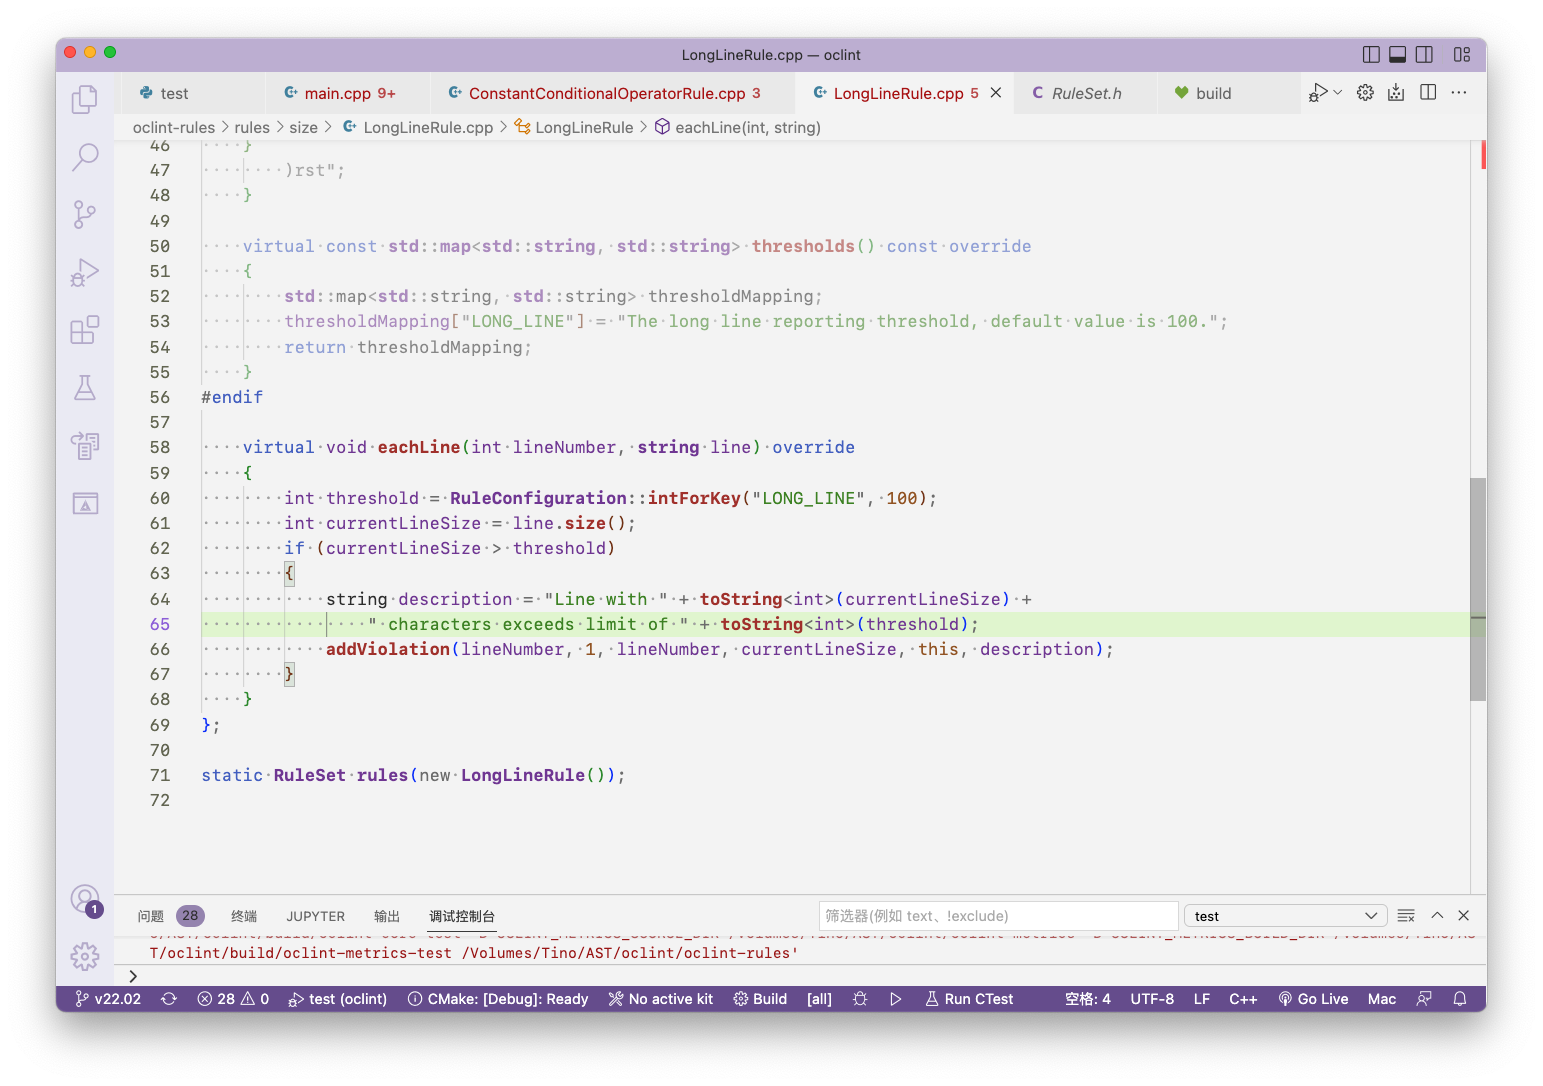 LongLineRule.cpp — oclint
test
main.cpp 9+
ConstantConditionalOperatorRule.cpp 3
LongLineRule.cpp 5
RuleSet.h
build
oclint-rules > rules > size > LongLineRule.cpp > LongLineRule > eachLine(int, string)
46 }
47 )rst";
48 }
49
50 virtual const std::map<std::string, std::string> thresholds() const override
51 {
52 std::map<std::string, std::string> thresholdMapping;
53 thresholdMapping["LONG_LINE"] = "The long line reporting threshold, default value is 100.";
54 return thresholdMapping;
55 }
56 #endif
57
58 virtual void eachLine(int lineNumber, string line) override
59 {
60 int threshold = RuleConfiguration::intForKey("LONG_LINE", 100);
61 int currentLineSize = line.size();
62 if (currentLineSize > threshold)
63 {
64 string description = "Line with " + toString<int>(currentLineSize) +
65 " characters exceeds limit of " + toString<int>(threshold);
66 addViolation(lineNumber, 1, lineNumber, currentLineSize, this, description);
67 }
68 }
69 };
70
71 static RuleSet rules(new LongLineRule());
72
问题 28 终端 JUPYTER 输出 调试控制台
筛选器(例如 text、!exclude)
test
T/oclint/build/oclint-metrics-test /Volumes/Tino/AST/oclint/oclint-rules'
>
1
v22.02 28 0 test (oclint) CMake: [Debug]: Ready No active kit Build [all] Run CTest 空格: 4 UTF-8 LF C++ Go Live Mac